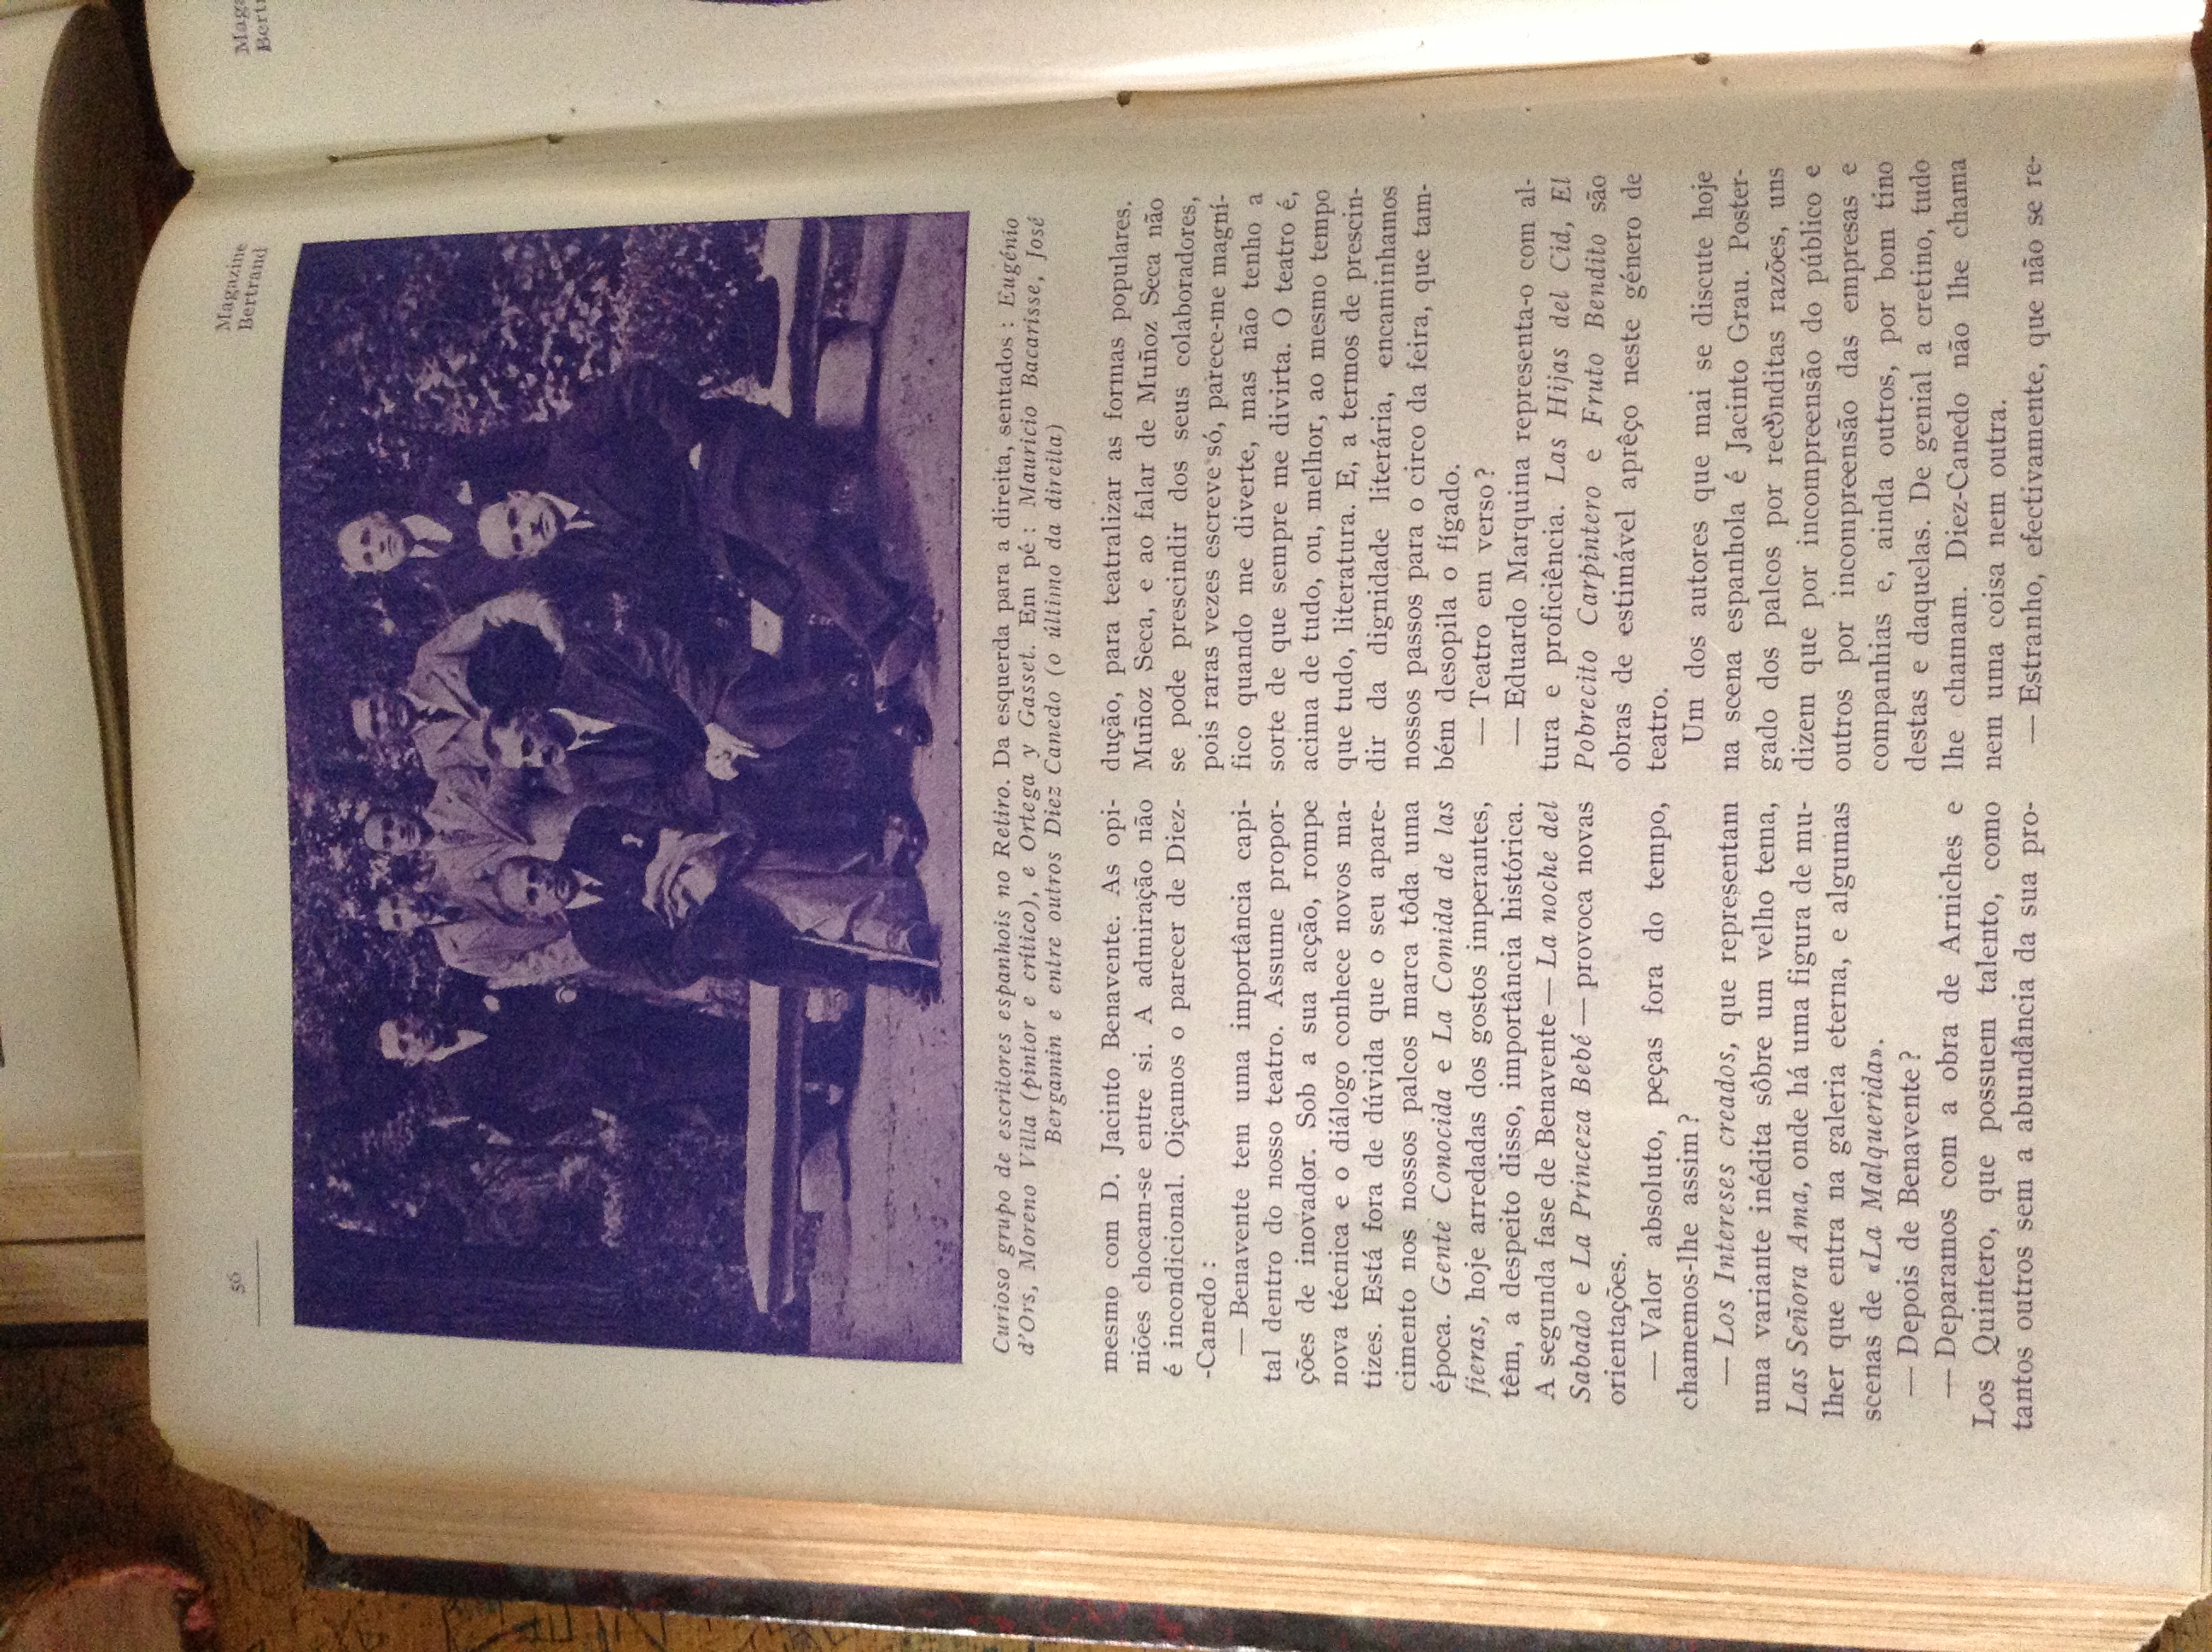 56
Magazine
Bertrand
Curioso grupo de escritores espanhois no Retiro. Da esquerda para a direita, sentados: Eugénio
d'Ors, Moreno Villa (pintor e crítico), e Ortega y Gasset. Em pé: Mauricio Bacarisse, José
Bergamin e entre outros Diez Canedo (o último da direita)
mesmo com D. Jacinto Benavente. As opi-
niões chocam-se entre si. A admiração não
é incondicional. Oiçamos o parecer de Diez-
-Canedo:
— Benavente tem uma importância capi-
tal dentro do nosso teatro. Assume propor-
ções de inovador. Sob a sua acção, rompe
nova técnica e o diálogo conhece novos ma-
tizes. Está fora de dúvida que o seu apare-
cimento nos nossos palcos marca tôda uma
época. Gente Conocida e La Comida de las
fieras, hoje arredadas dos gostos imperantes,
têm, a despeito disso, importância histórica.
A segunda fase de Benavente — La noche del
Sabado e La Princeza Bebé — provoca novas
orientações.
— Valor absoluto, peças fora do tempo,
chamemos-lhe assim?
— Los Intereses creados, que representam
uma variante inédita sôbre um velho tema,
Las Señora Ama, onde há uma figura de mu-
lher que entra na galeria eterna, e algumas
scenas de «La Malquerida».
— Depois de Benavente?
— Deparamos com a obra de Arniches e
Los Quintero, que possuem talento, como
tantos outros sem a abundância da sua pro-
dução, para teatralizar as formas populares.
Muñoz Seca, e ao falar de Muñoz Seca não
se pode prescindir dos seus colaboradores,
pois raras vezes escreve só, parece-me magní-
fico quando me diverte, mas não tenho a
sorte de que sempre me divirta. O teatro é,
acima de tudo, ou, melhor, ao mesmo tempo
que tudo, literatura. E, a termos de prescin-
dir da dignidade literária, encaminhamos
nossos passos para o circo da feira, que tam-
bém desopila o fígado.
— Teatro em verso?
— Eduardo Marquina representa-o com al-
tura e proficiência. Las Hijas del Cid, El
Pobrecito Carpintero e Fruto Bendito são
obras de estimável aprêço neste género de
teatro.
Um dos autores que mai se discute hoje
na scena espanhola é Jacinto Grau. Poster-
gado dos palcos por recônditas razões, uns
dizem que por incompreensão do público e
outros por incompreensão das empresas e
companhias e, ainda outros, por bom tino
destas e daquelas. De genial a cretino, tudo
lhe chamam. Diez-Canedo não lhe chama
nem uma coisa nem outra.
— Estranho, efectivamente, que não se re-
Maga
Bertr